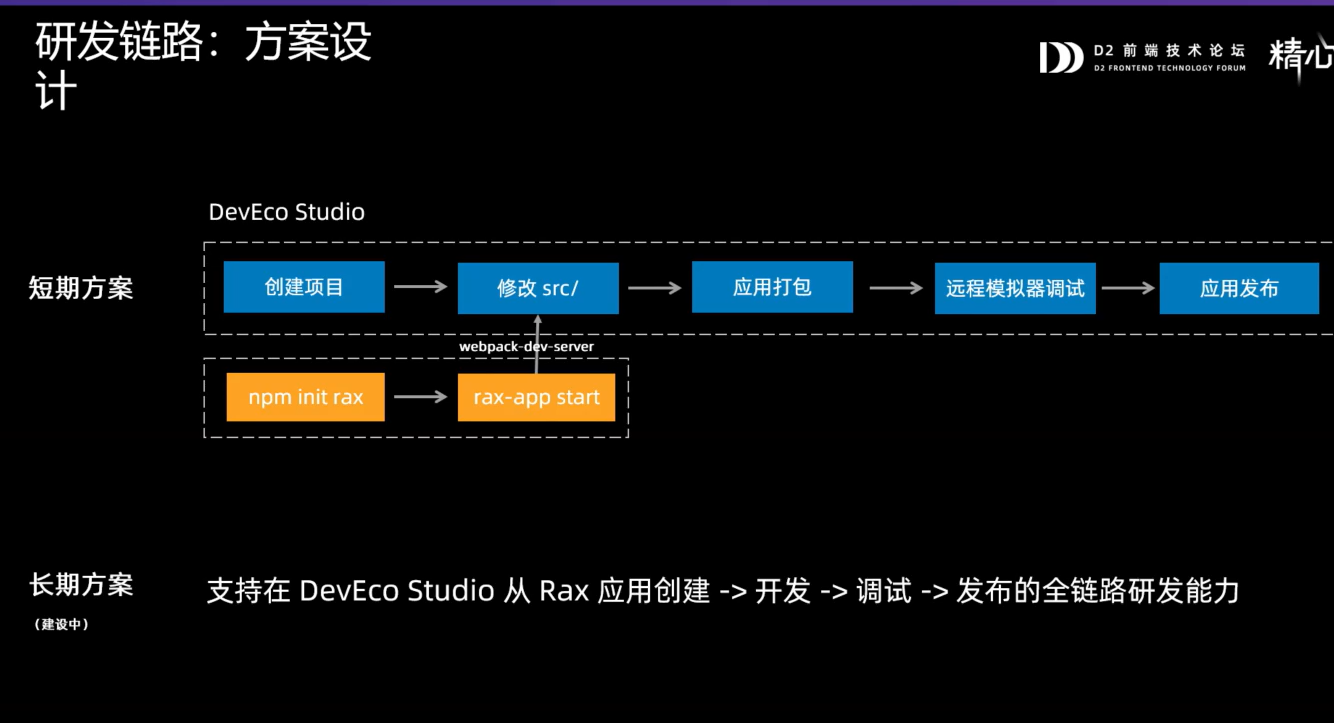 研发链路：方案设
计
D2 前端技术论坛
D2 FRONTEND TECHNOLOGY FORUM
精心
DevEco Studio
短期方案
创建项目
修改 src/
应用打包
远程模拟器调试
应用发布
webpack-dev-server
npm init rax
rax-app start
长期方案
（建设中）
支持在 DevEco Studio 从 Rax 应用创建 -> 开发 -> 调试 -> 发布的全链路研发能力